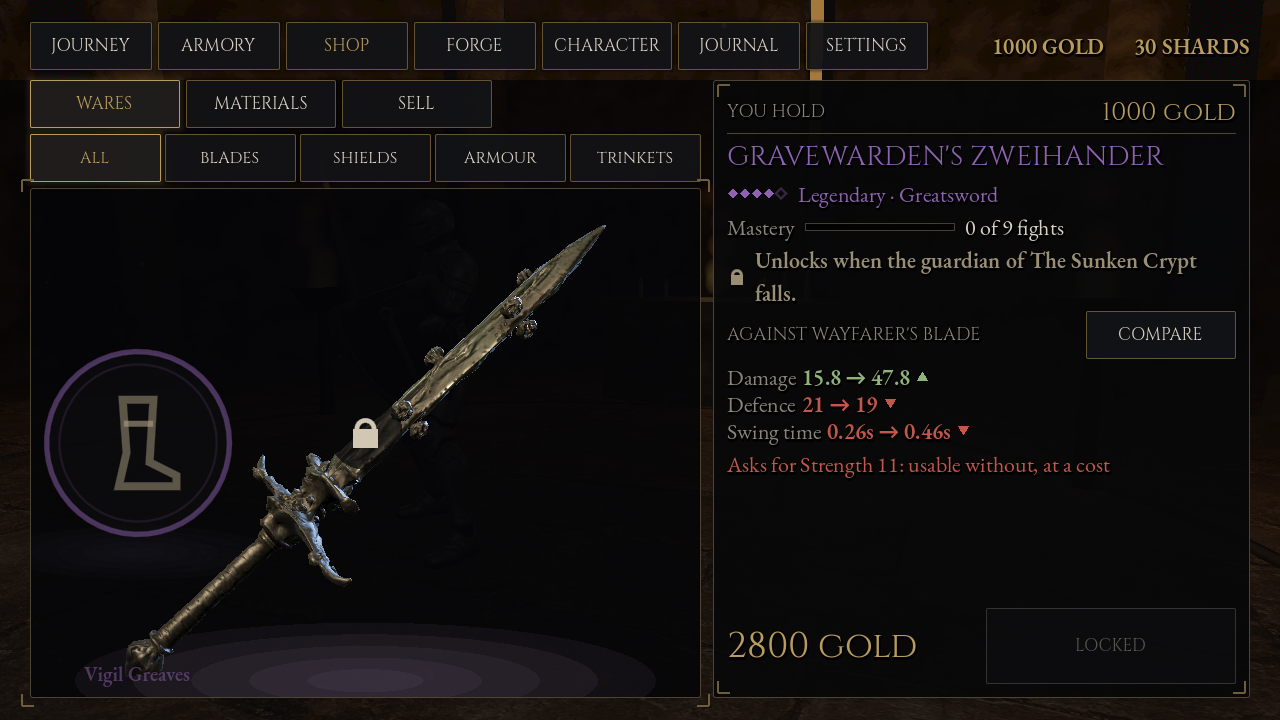 JOURNEY ARMORY SHOP FORGE CHARACTER JOURNAL SETTINGS 1000 GOLD 30 SHARDS
WARES MATERIALS SELL
ALL BLADES SHIELDS ARMOUR TRINKETS
Vigil Greaves
YOU HOLD 1000 GOLD
GRAVEWARDEN'S ZWEIHANDER
Legendary · Greatsword
Mastery 0 of 9 fights
Unlocks when the guardian of The Sunken Crypt
falls.
AGAINST WAYFARER'S BLADE COMPARE
Damage 15.8 → 47.8
Defence 21 → 19
Swing time 0.26s → 0.46s
Asks for Strength 11: usable without, at a cost
2800 GOLD LOCKED